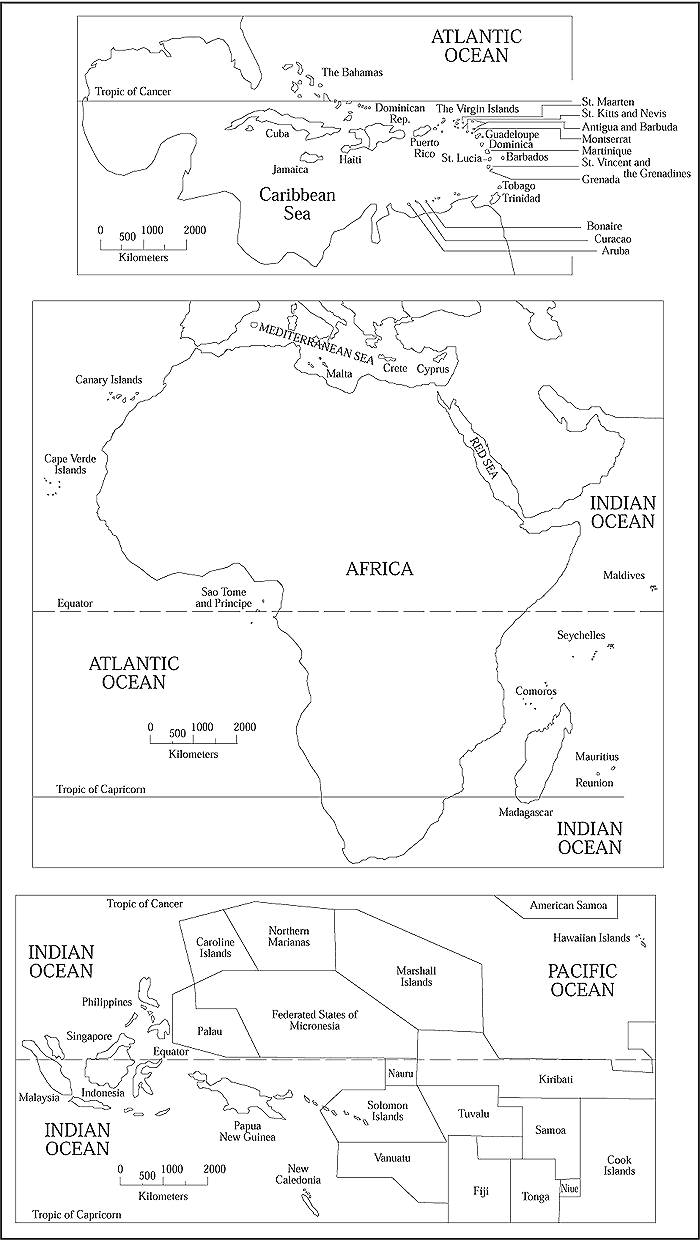 ATLANTIC
OCEAN
The Bahamas
Tropic of Cancer
St. Maarten
The Virgin Islands
St. Kitts and Nevis
Dominican
Rep.
Antigua and Barbuda
Cuba
Guadeloupe
Montserrat
Puerto
Rico
Dominica
Martinique
Haiti
St. Lucia
Barbados
St. Vincent and
the Grenadines
Jamaica
Grenada
Caribbean
Sea
Tobago
Trinidad
0 500 1000 2000
Kilometers
Bonaire
Curacao
Aruba
MEDITERRANEAN SEA
Malta
Crete
Cyprus
Canary Islands
RED SEA
Cape Verde
Islands
INDIAN
OCEAN
AFRICA
Maldives
Sao Tome
and Principe
Equator
Seychelles
ATLANTIC
OCEAN
Comoros
0 500 1000 2000
Kilometers
Mauritius
Reunion
Tropic of Capricorn
Madagascar
INDIAN
OCEAN
Tropic of Cancer
American Samoa
Northern
Marianas
Caroline
Islands
Hawaiian Islands
INDIAN
OCEAN
Marshall
Islands
PACIFIC
OCEAN
Philippines
Federated States of
Micronesia
Palau
Singapore
Equator
Nauru
Kiribati
Malaysia
Indonesia
Solomon
Islands
Tuvalu
Papua
New Guinea
Samoa
INDIAN
OCEAN
Vanuatu
Cook
Islands
0 500 1000 2000
Kilometers
New
Caledonia
Fiji
Tonga
Niue
Tropic of Capricorn